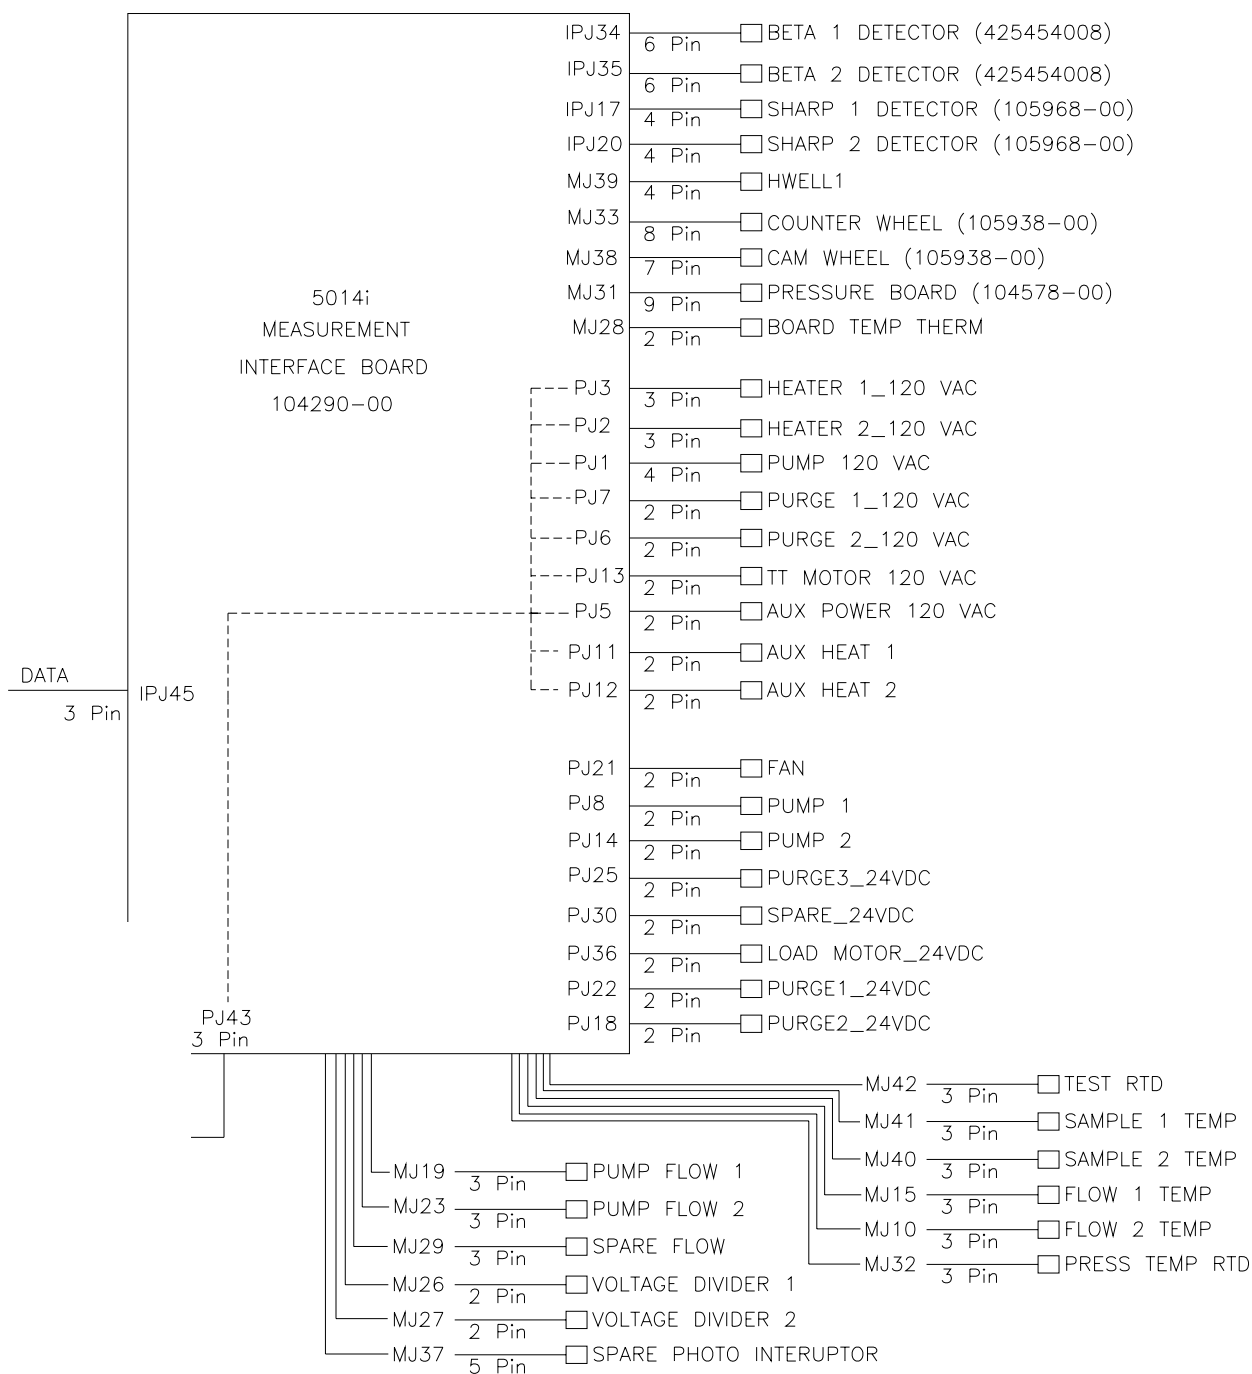 IPJ34 6 Pin BETA 1 DETECTOR (425454008)
IPJ35 6 Pin BETA 2 DETECTOR (425454008)
IPJ17 4 Pin SHARP 1 DETECTOR (105968-00)
IPJ20 4 Pin SHARP 2 DETECTOR (105968-00)
MJ39 4 Pin HWELL1
MJ33 8 Pin COUNTER WHEEL (105938-00)
MJ38 7 Pin CAM WHEEL (105938-00)
MJ31 9 Pin PRESSURE BOARD (104578-00)
MJ28 2 Pin BOARD TEMP THERM
5014i
MEASUREMENT
INTERFACE BOARD
104290-00
PJ3 3 Pin HEATER 1_120 VAC
PJ2 3 Pin HEATER 2_120 VAC
PJ1 4 Pin PUMP 120 VAC
PJ7 2 Pin PURGE 1_120 VAC
PJ6 2 Pin PURGE 2_120 VAC
PJ13 2 Pin TT MOTOR 120 VAC
PJ5 2 Pin AUX POWER 120 VAC
PJ11 2 Pin AUX HEAT 1
PJ12 2 Pin AUX HEAT 2
DATA
3 Pin
IPJ45
PJ21 2 Pin FAN
PJ8 2 Pin PUMP 1
PJ14 2 Pin PUMP 2
PJ25 2 Pin PURGE3_24VDC
PJ30 2 Pin SPARE_24VDC
PJ36 2 Pin LOAD MOTOR_24VDC
PJ22 2 Pin PURGE1_24VDC
PJ18 2 Pin PURGE2_24VDC
PJ43
3 Pin
MJ42 3 Pin TEST RTD
MJ41 3 Pin SAMPLE 1 TEMP
MJ40 3 Pin SAMPLE 2 TEMP
MJ15 3 Pin FLOW 1 TEMP
MJ10 3 Pin FLOW 2 TEMP
MJ32 3 Pin PRESS TEMP RTD
MJ19 3 Pin PUMP FLOW 1
MJ23 3 Pin PUMP FLOW 2
MJ29 3 Pin SPARE FLOW
MJ26 2 Pin VOLTAGE DIVIDER 1
MJ27 2 Pin VOLTAGE DIVIDER 2
MJ37 5 Pin SPARE PHOTO INTERUPTOR